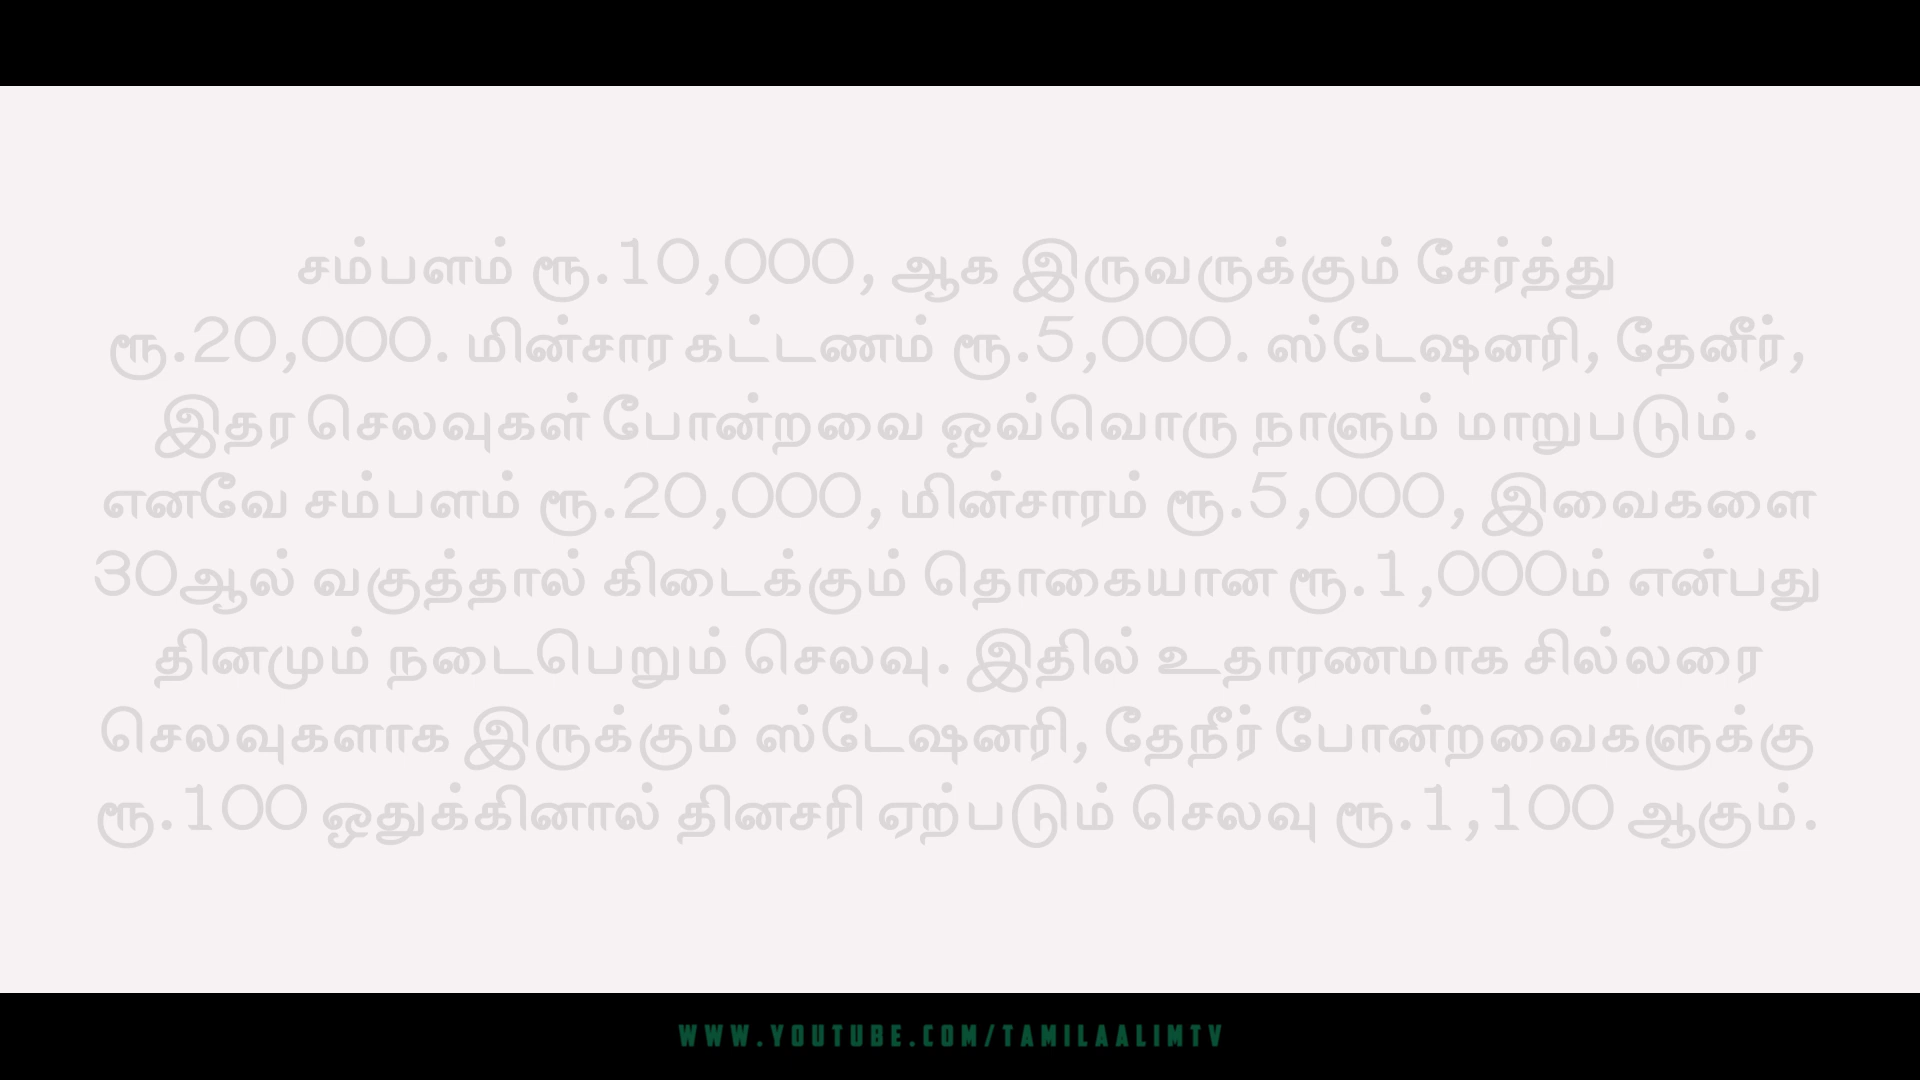 சம்பளம் ரூ.10,000, ஆக இருவருக்கும் சேர்த்து
ரூ.20,000. மின்சார கட்டணம் ரூ.5,000. ஸ்டேஷனரி, தேனீர்,
இதர செலவுகள் போன்றவை ஒவ்வொரு நாளும் மாறுபடும்.
எனவே சம்பளம் ரூ.20,000, மின்சாரம் ரூ.5,000, இவைகளை
30ஆல் வகுத்தால் கிடைக்கும் தொகையான ரூ.1,000ம் என்பது
தினமும் நடைபெறும் செலவு. இதில் உதாரணமாக சில்லரை
செலவுகளாக இருக்கும் ஸ்டேஷனரி, தேநீர் போன்றவைகளுக்கு
ரூ.100 ஒதுக்கினால் தினசரி ஏற்படும் செலவு ரூ.1,100 ஆகும்.
WWW.YOUTUBE.COM/TAMILAALIMTV